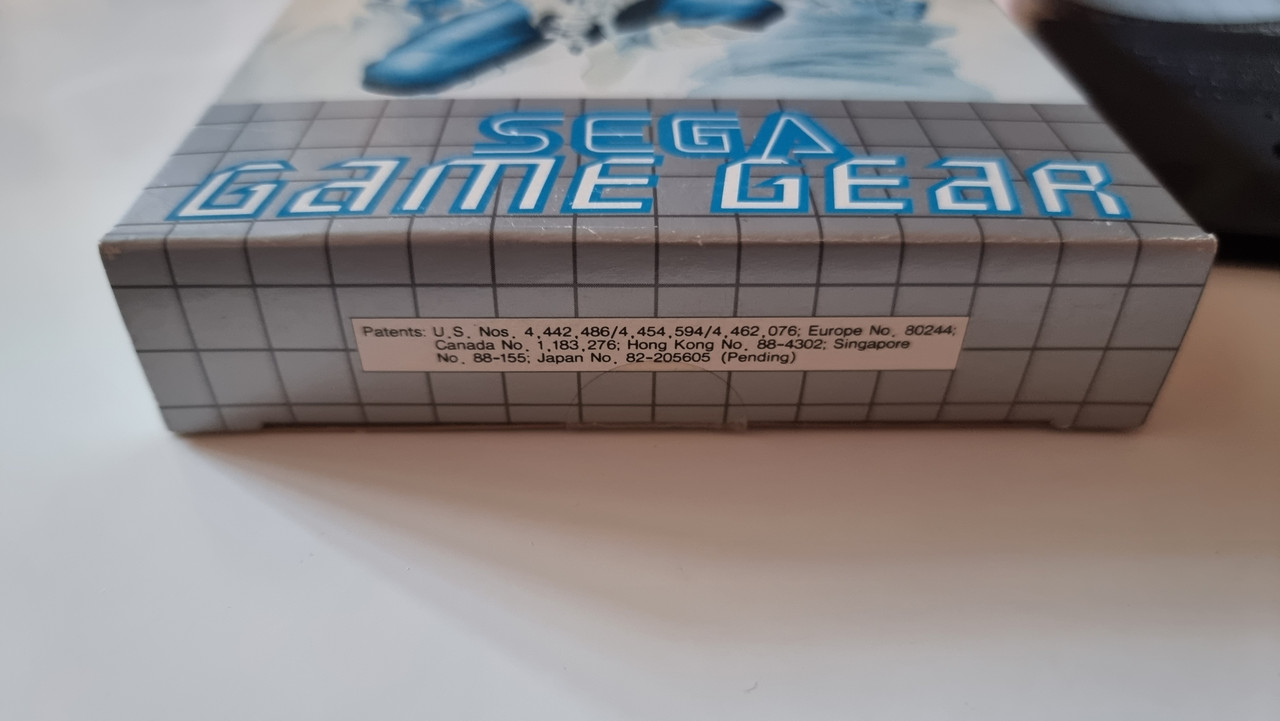 SEGA
GAME GEAR
Patents: U.S. Nos. 4,442,486/4,454,594/4,462,076; Europe No. 80244;
Canada No. 1,183,276; Hong Kong No. 88-4302; Singapore
No. 88-155; Japan No. 82-205605 (Pending)